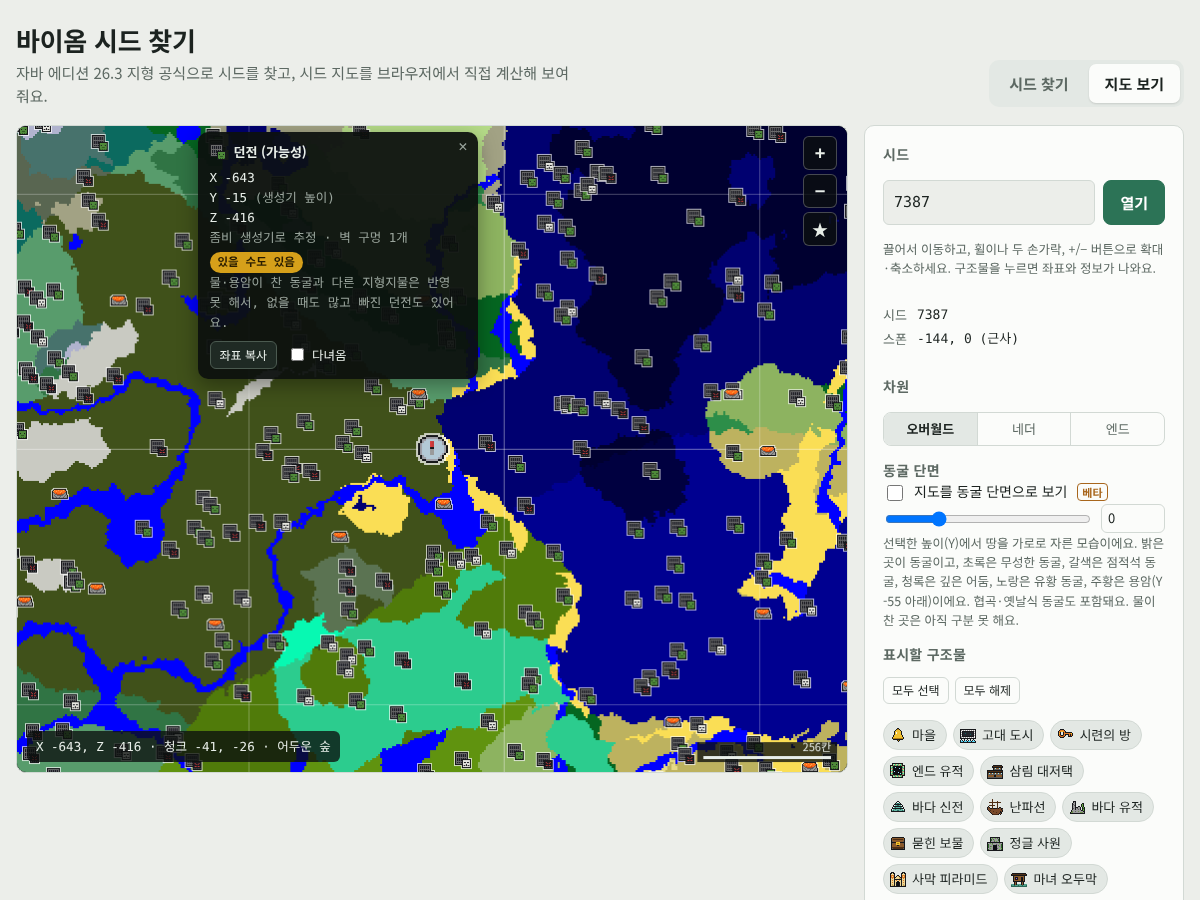 바이옴 시드 찾기
자바 에디션 26.3 지형 공식으로 시드를 찾고, 시드 지도를 브라우저에서 직접 계산해 보여
줘요.
시드 찾기
지도 보기
던전 (가능성)
×
X -643
Y -15 (생성기 높이)
Z -416
좀비 생성기로 추정 · 벽 구멍 1개
있을 수도 있음
물·용암이 찬 동굴과 다른 지형지물은 반영
못 해서, 없을 때도 많고 빠진 던전도 있어
요.
좌표 복사
다녀옴
+
−
★
X -643, Z -416 · 청크 -41, -26 · 어두운 숲
256칸
시드
7387
열기
끌어서 이동하고, 휠이나 두 손가락, +/− 버튼으로 확대
·축소하세요. 구조물을 누르면 좌표와 정보가 나와요.
시드 7387
스폰 -144, 0 (근사)
차원
오버월드
네더
엔드
동굴 단면
지도를 동굴 단면으로 보기 베타
0
선택한 높이(Y)에서 땅을 가로로 자른 모습이에요. 밝은
곳이 동굴이고, 초록은 무성한 동굴, 갈색은 점적석 동
굴, 청록은 깊은 어둠, 노랑은 유황 동굴, 주황은 용암(Y
-55 아래)이에요. 협곡·옛날식 동굴도 포함돼요. 물이
찬 곳은 아직 구분 못 해요.
표시할 구조물
모두 선택
모두 해제
마을
고대 도시
시련의 방
엔드 유적
삼림 대저택
바다 신전
난파선
바다 유적
묻힌 보물
정글 사원
사막 피라미드
마녀 오두막